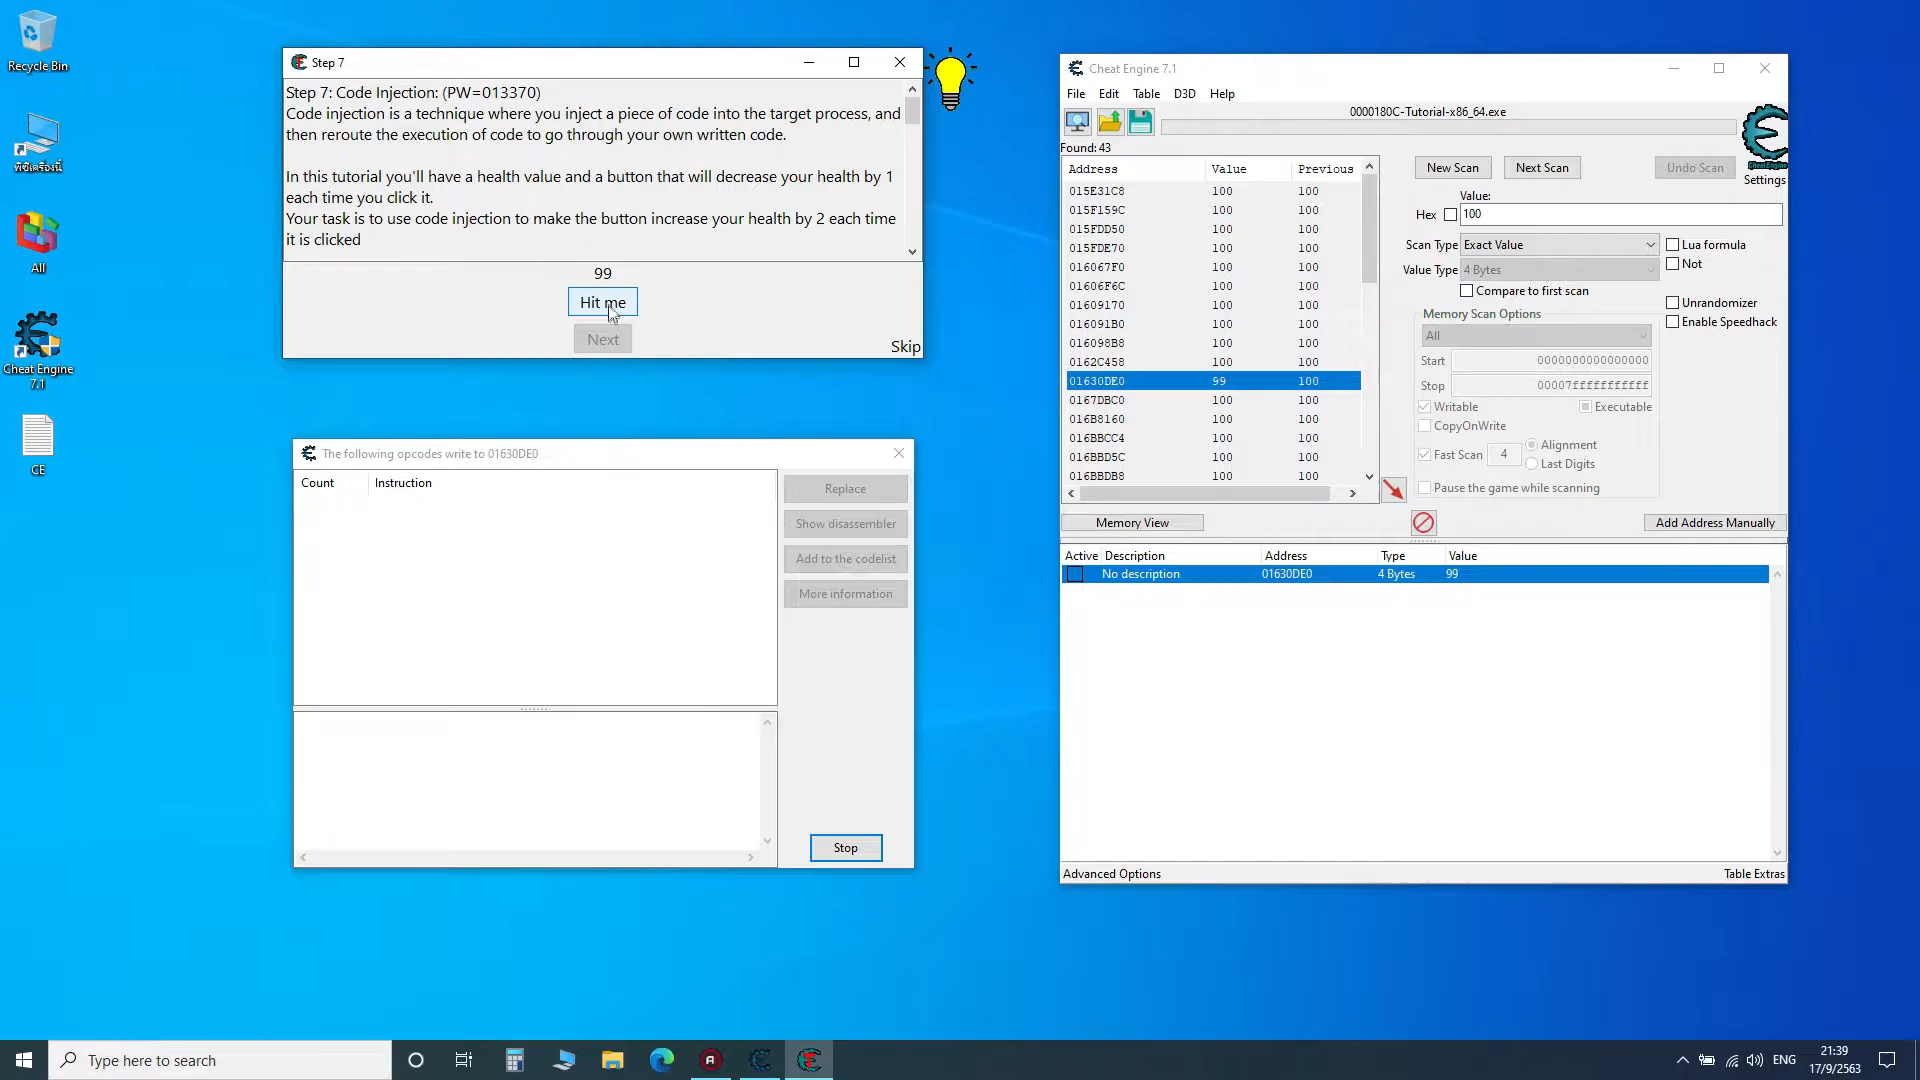 Recycle Bin
พีซีเครื่องนี้
All
Cheat Engine
7.1
CE
Step 7
Step 7: Code Injection: (PW=013370)
Code injection is a technique where you inject a piece of code into the target process, and
then reroute the execution of code to go through your own written code.
In this tutorial you'll have a health value and a button that will decrease your health by 1
each time you click it.
Your task is to use code injection to make the button increase your health by 2 each time
it is clicked
99
Hit me
Next
Skip
The following opcodes write to 01630DE0
Count Instruction
Replace
Show disassembler
Add to the codelist
More information
Stop
Cheat Engine 7.1
File Edit Table D3D Help
0000180C-Tutorial-x86_64.exe
Found: 43
Address Value Previous
015E31C8 100 100
015F159C 100 100
015FDD50 100 100
015FDE70 100 100
016067F0 100 100
01606F6C 100 100
01609170 100 100
016091B0 100 100
016098B8 100 100
0162C458 100 100
01630DE0 99 100
0167DBC0 100 100
016B8160 100 100
016BBCC4 100 100
016BBD5C 100 100
016BBDB8 100 100
New Scan Next Scan Undo Scan
Settings
Value:
Hex 100
Scan Type Exact Value
Lua formula
Not
Value Type 4 Bytes
Compare to first scan
Unrandomizer
Enable Speedhack
Memory Scan Options
All
Start 0000000000000000
Stop 00007fffffffffff
Writable Executable
CopyOnWrite
Fast Scan 4 Alignment
Last Digits
Pause the game while scanning
Memory View
Add Address Manually
Active Description Address Type Value
No description 01630DE0 4 Bytes 99
Advanced Options
Table Extras
Type here to search
ENG
21:39
17/9/2563